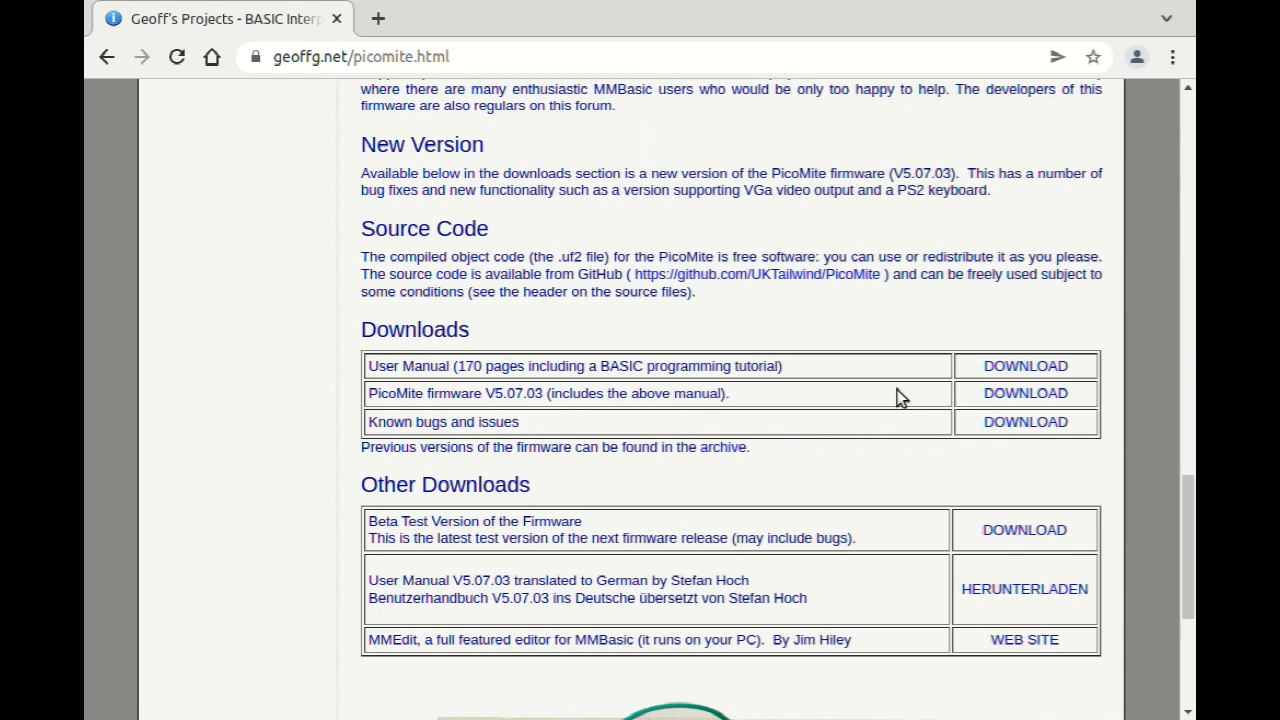 Geoff's Projects - BASIC Interp
geoffg.net/picomite.html
where there are many enthusiastic MMBasic users who would be only too happy to help. The developers of this
firmware are also regulars on this forum.
New Version
Available below in the downloads section is a new version of the PicoMite firmware (V5.07.03). This has a number of
bug fixes and new functionality such as a version supporting VGa video output and a PS2 keyboard.
Source Code
The compiled object code (the .uf2 file) for the PicoMite is free software: you can use or redistribute it as you please.
The source code is available from GitHub ( https://github.com/UKTailwind/PicoMite ) and can be freely used subject to
some conditions (see the header on the source files).
Downloads
User Manual (170 pages including a BASIC programming tutorial) DOWNLOAD
PicoMite firmware V5.07.03 (includes the above manual). DOWNLOAD
Known bugs and issues DOWNLOAD
Previous versions of the firmware can be found in the archive.
Other Downloads
Beta Test Version of the Firmware
This is the latest test version of the next firmware release (may include bugs).
DOWNLOAD
User Manual V5.07.03 translated to German by Stefan Hoch
Benutzerhandbuch V5.07.03 ins Deutsche übersetzt von Stefan Hoch
HERUNTERLADEN
MMEdit, a full featured editor for MMBasic (it runs on your PC). By Jim Hiley WEB SITE